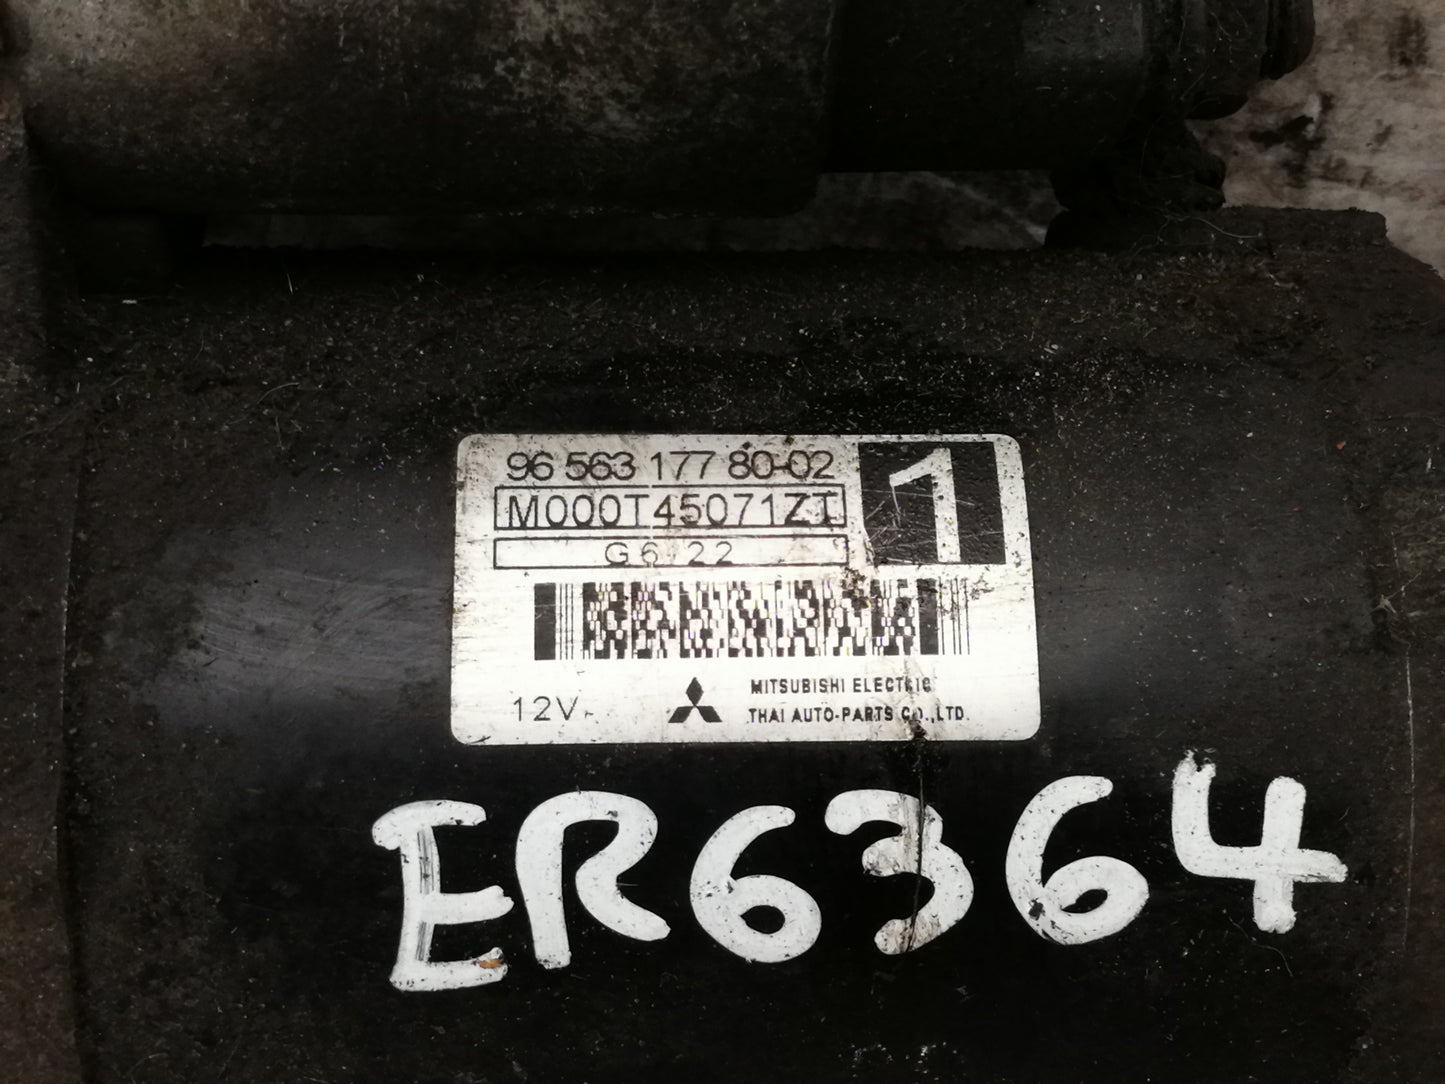 96 563 177 80-02
M000T45071ZT
1
G6/22
12V
MITSUBISHI ELECTRIC
THAI AUTO-PARTS CO.,LTD.
ER6364